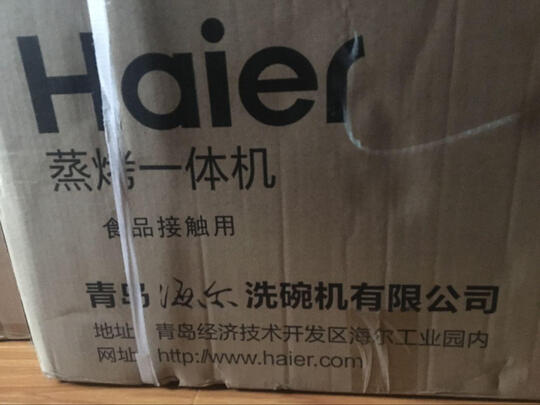 Haier
蒸烤一体机
食品接触用
青岛海尔洗碗机有限公司
地址 青岛经济技术开发区海尔工业园内
网址 http://www.haier.com